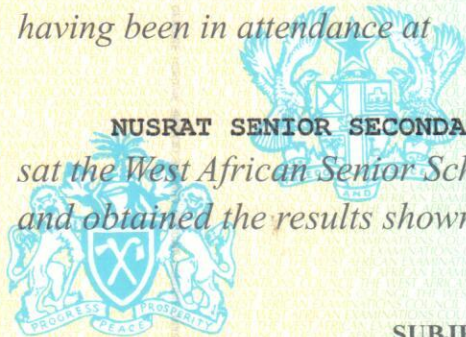 having been in attendance at
NUSRAT SENIOR SECONDA
sat the West African Senior Sch
and obtained the results shown
PROGRESS PEACE PROSPERITY
SUBJE